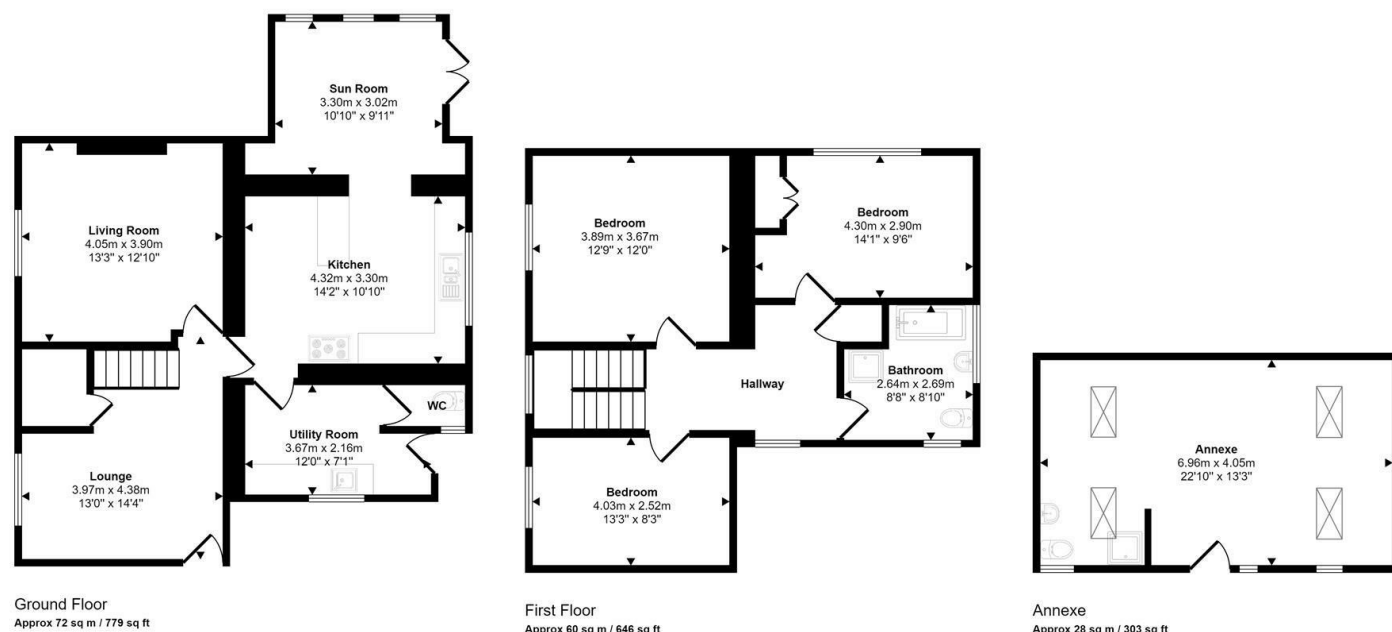 Sun Room
3.30m x 3.02m
10'10" x 9'11"
Living Room
4.05m x 3.90m
13'3" x 12'10"
Kitchen
4.32m x 3.30m
14'2" x 10'10"
WC
Utility Room
3.67m x 2.16m
12'0" x 7'1"
Lounge
3.97m x 4.38m
13'0" x 14'4"
Ground Floor
Approx 72 sq m / 779 sq ft
Bedroom
3.89m x 3.67m
12'9" x 12'0"
Bedroom
4.30m x 2.90m
14'1" x 9'6"
Hallway
Bathroom
2.64m x 2.69m
8'8" x 8'10"
Bedroom
4.03m x 2.52m
13'3" x 8'3"
First Floor
Approx 60 sq m / 646 sq ft
Annexe
6.96m x 4.05m
22'10" x 13'3"
Annexe
Approx 28 sq m / 303 sq ft